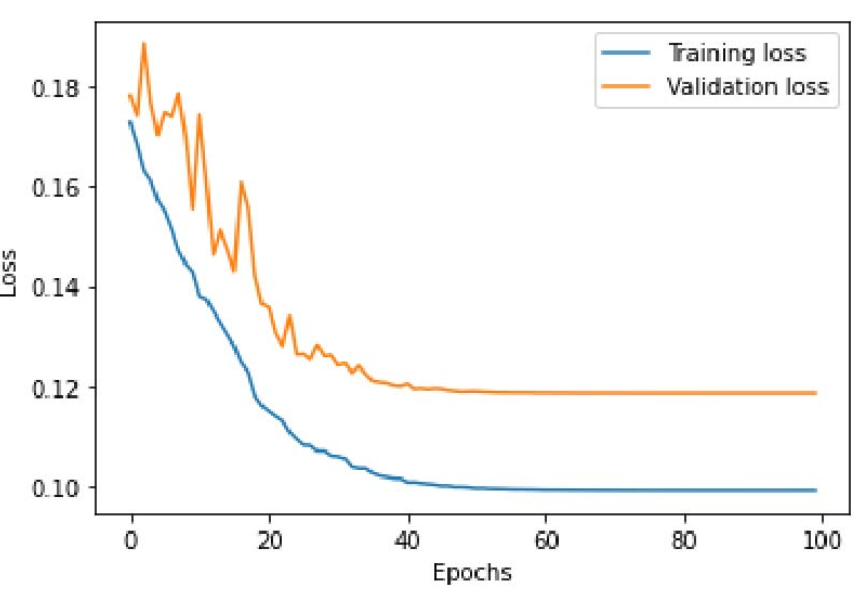 Training loss
Validation loss
0.18
0.16
0.14
0.12
0.10
Loss
0 20 40 60 80 100
Epochs